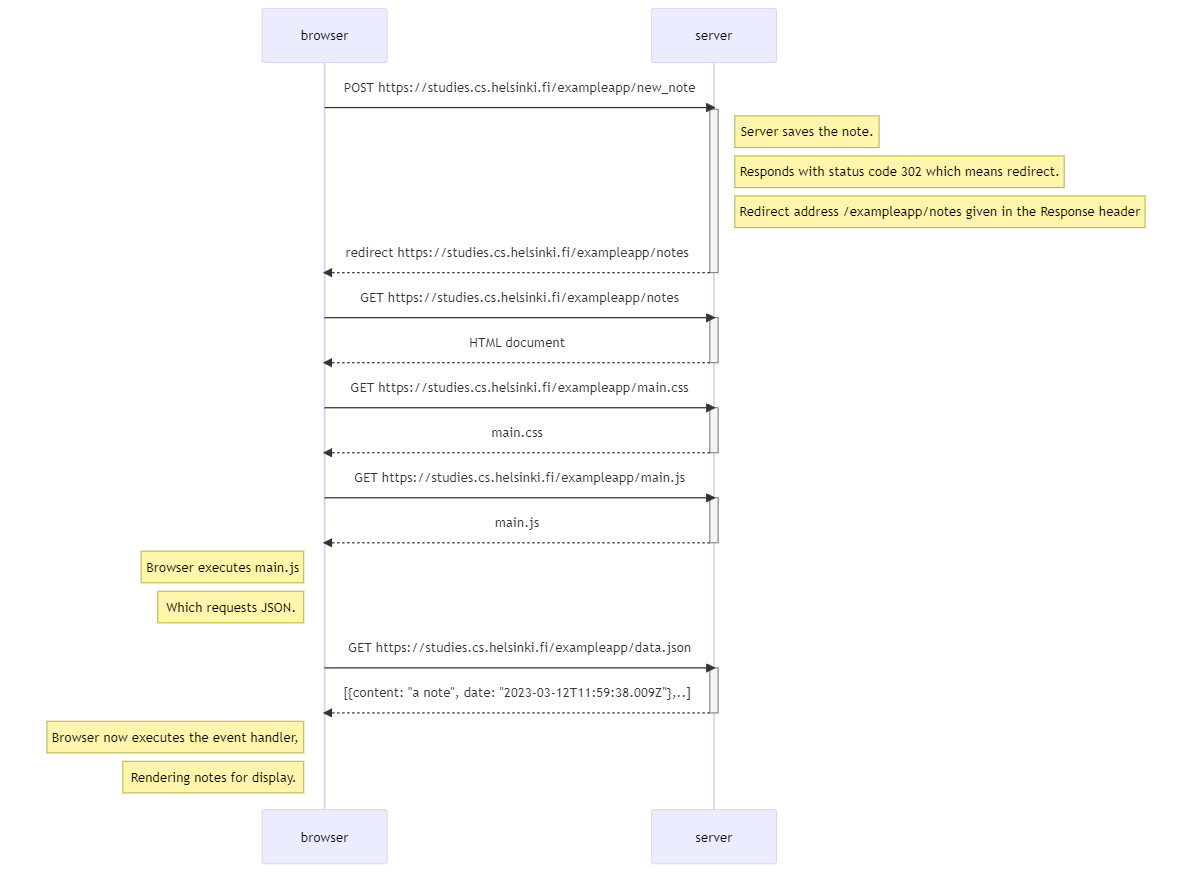 browser
server
POST https://studies.cs.helsinki.fi/exampleapp/new_note
Server saves the note.
Responds with status code 302 which means redirect.
Redirect address /exampleapp/notes given in the Response header
redirect https://studies.cs.helsinki.fi/exampleapp/notes
GET https://studies.cs.helsinki.fi/exampleapp/notes
HTML document
GET https://studies.cs.helsinki.fi/exampleapp/main.css
main.css
GET https://studies.cs.helsinki.fi/exampleapp/main.js
main.js
Browser executes main.js
Which requests JSON.
GET https://studies.cs.helsinki.fi/exampleapp/data.json
[{content: "a note", date: "2023-03-12T11:59:38.009Z"},..]
Browser now executes the event handler,
Rendering notes for display.
browser
server